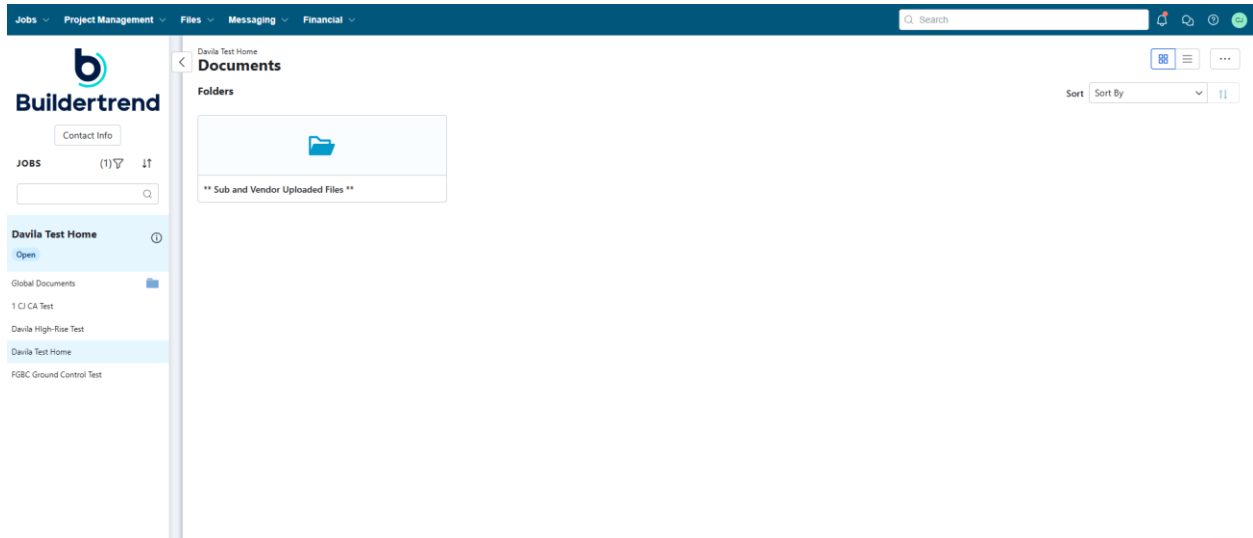 Jobs Project Management Files Messaging Financial Search CJ
b
Buildertrend
Contact Info
JOBS (1)
Davila Test Home
Open
Global Documents
1 CJ CA Test
Davila HIgh-Rise Test
Davila Test Home
FGBC Ground Control Test
Davila Test Home
Documents
Folders
Sort Sort By
** Sub and Vendor Uploaded Files **